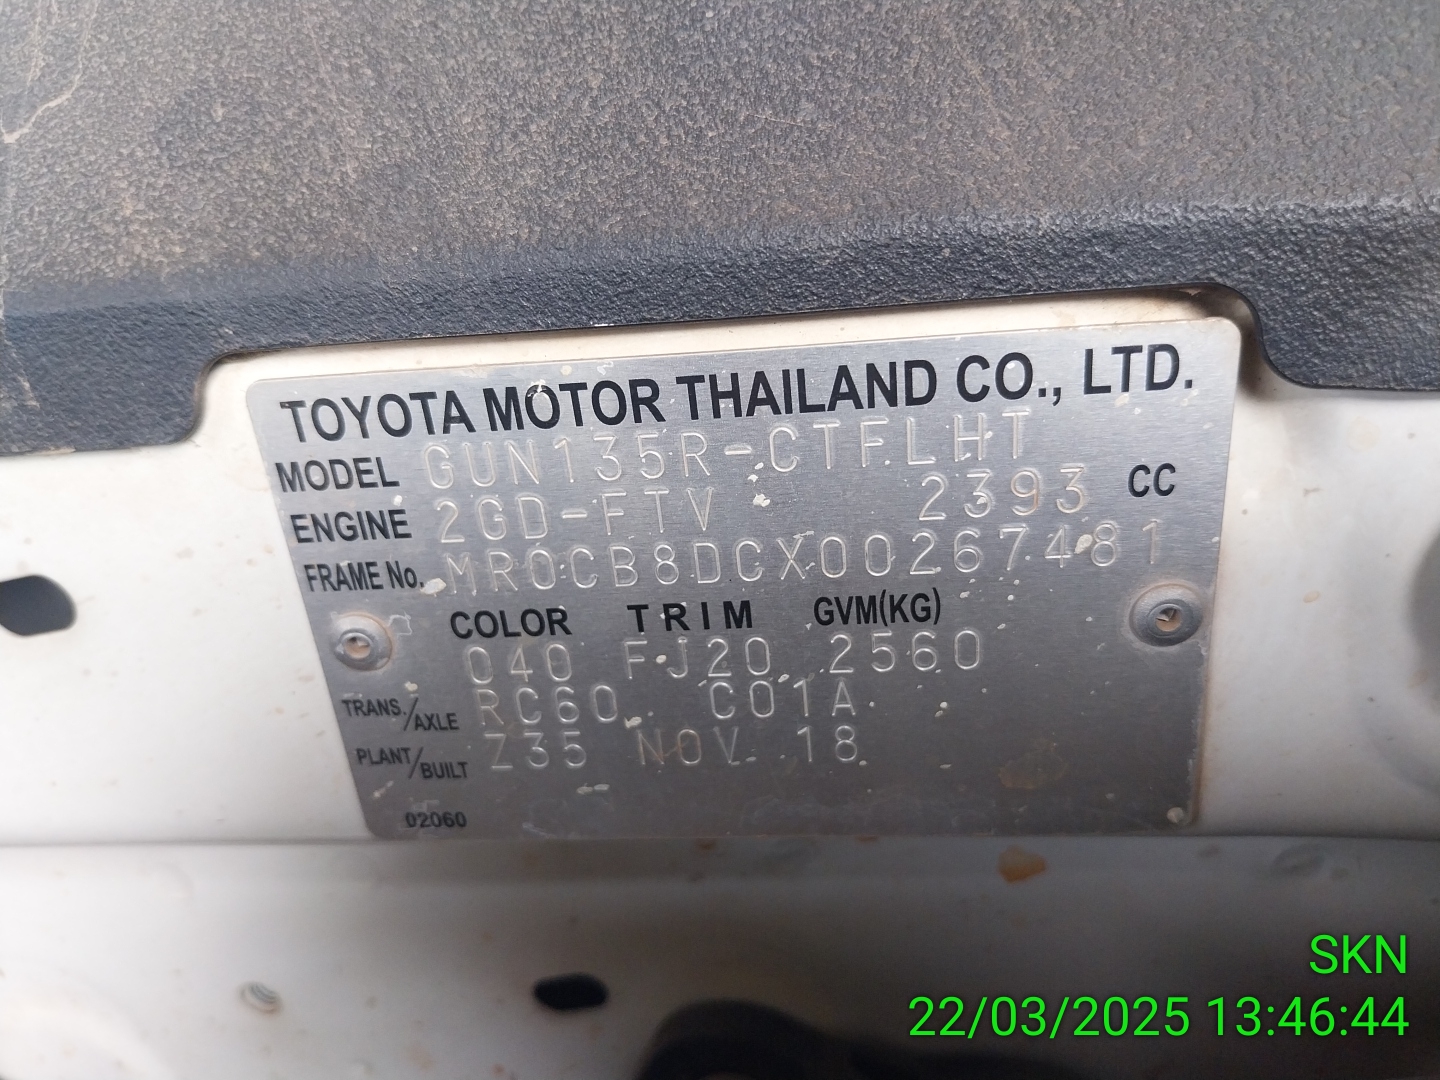 TOYOTA MOTOR THAILAND CO., LTD.
MODEL GUN135R-CTFLHT
ENGINE 2GD-FTV 2393 CC
FRAME No. MR0CB8DCX00267481
COLOR TRIM GVM(KG)
040 FJ20 2560
TRANS./AXLE RC60 C01A
PLANT/BUILT Z35 NOV. 18
02060
SKN
22/03/2025 13:46:44